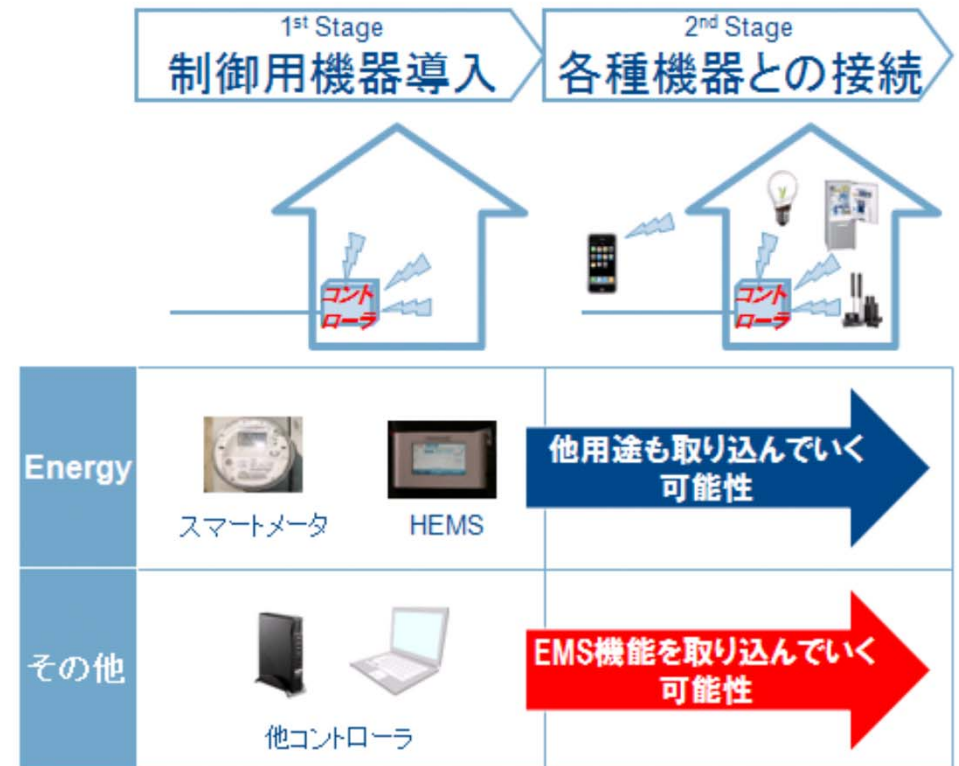 1st Stage
制御用機器導入
2nd Stage
各種機器との接続
コント
ローラ
コント
ローラ
Energy
スマートメータ
HEMS
他用途も取り込んでいく
可能性
その他
他コントローラ
EMS機能を取り込んでいく
可能性